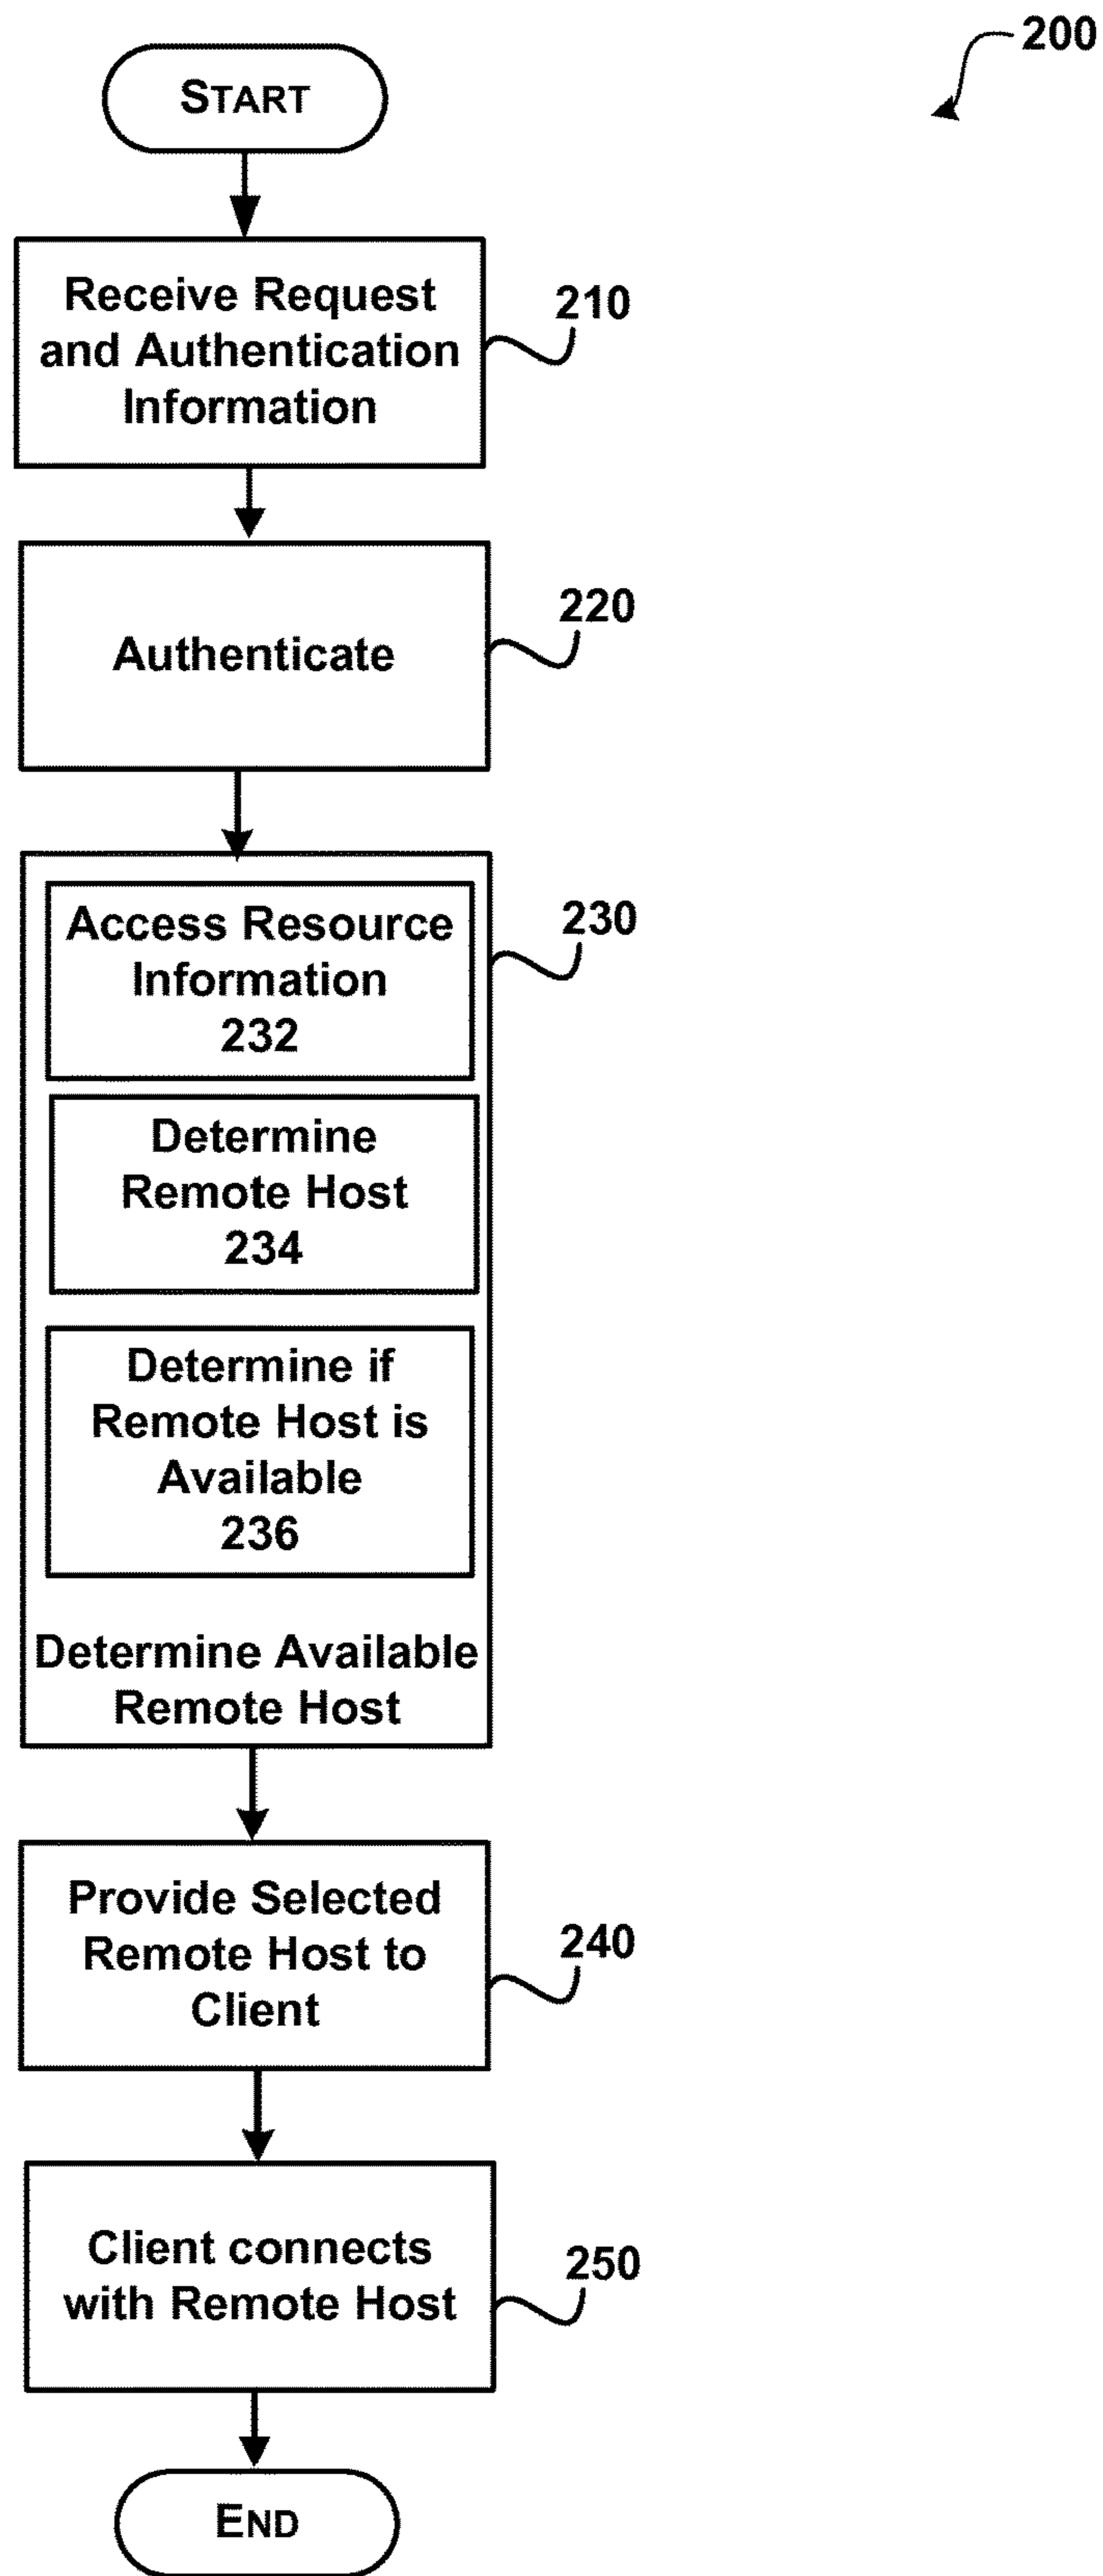 200
START
Receive Request
and Authentication
Information
210
Authenticate
220
Access Resource
Information
232
230
Determine
Remote Host
234
Determine if
Remote Host is
Available
236
Determine Available
Remote Host
Provide Selected
Remote Host to
Client
240
Client connects
with Remote Host
250
END